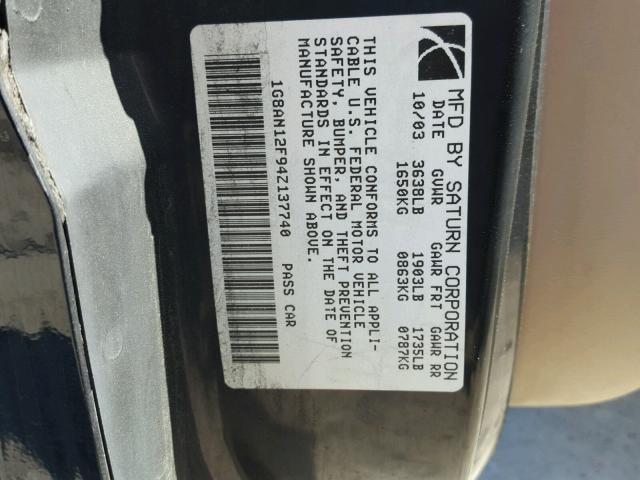 MFD BY SATURN CORPORATION
DATE GVWR GAWR FRT GAWR RR
10/03 3638LB 1903LB 1735LB
1650KG 0863KG 0787KG
THIS VEHICLE CONFORMS TO ALL APPLI-
CABLE U.S. FEDERAL MOTOR VEHICLE
SAFETY, BUMPER, AND THEFT PREVENTION
STANDARDS IN EFFECT ON THE DATE OF
MANUFACTURE SHOWN ABOVE.
1G8AN12F94Z137740 PASS CAR